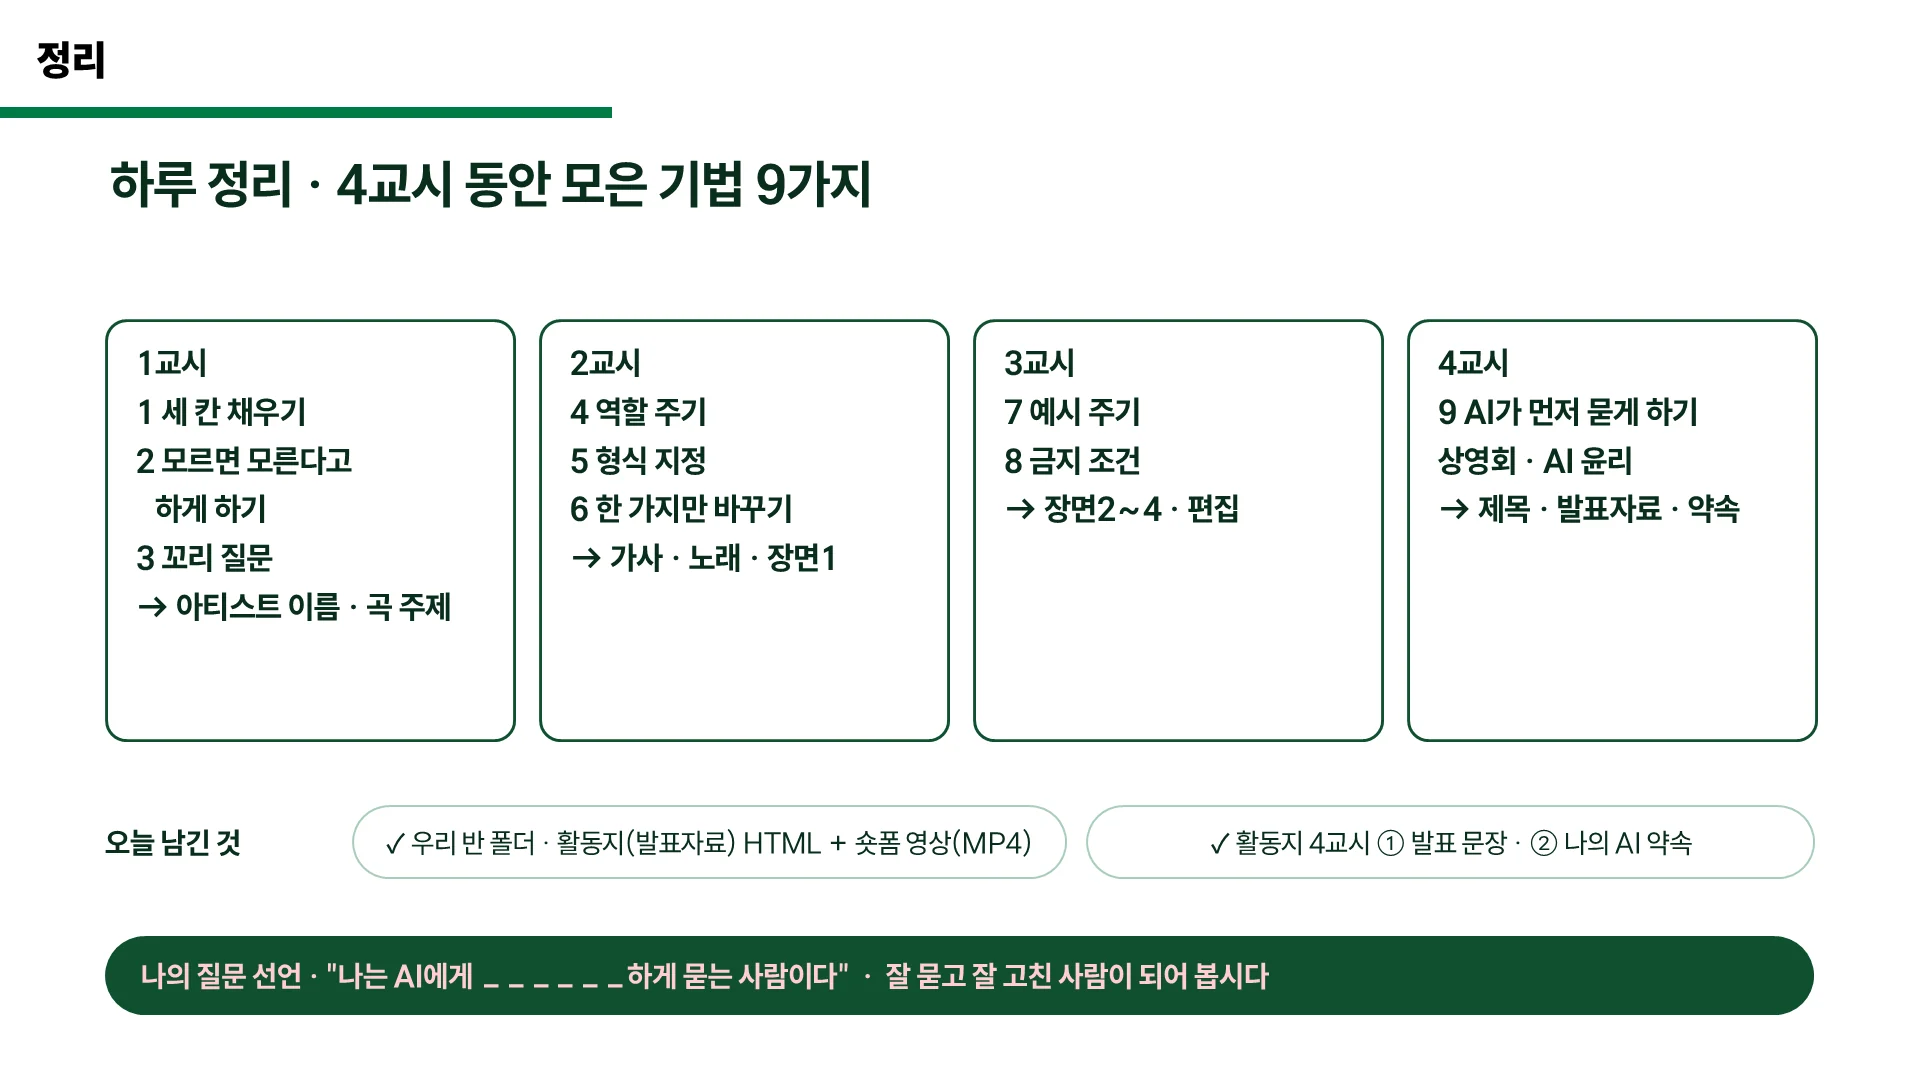 정리
하루 정리 · 4교시 동안 모은 기법 9가지
1교시
1 세 칸 채우기
2 모르면 모른다고
하게 하기
3 꼬리 질문
→ 아티스트 이름 · 곡 주제
2교시
4 역할 주기
5 형식 지정
6 한 가지만 바꾸기
→ 가사 · 노래 · 장면1
3교시
7 예시 주기
8 금지 조건
→ 장면2~4 · 편집
4교시
9 AI가 먼저 묻게 하기
상영회 · AI 윤리
→ 제목 · 발표자료 · 약속
오늘 남긴 것
✓ 우리 반 폴더 · 활동지(발표자료) HTML + 숏폼 영상(MP4)
✓ 활동지 4교시 ① 발표 문장 · ② 나의 AI 약속
나의 질문 선언 · "나는 AI에게 _ _ _ _ _ _ 하게 묻는 사람이다" · 잘 묻고 잘 고친 사람이 되어 봅시다